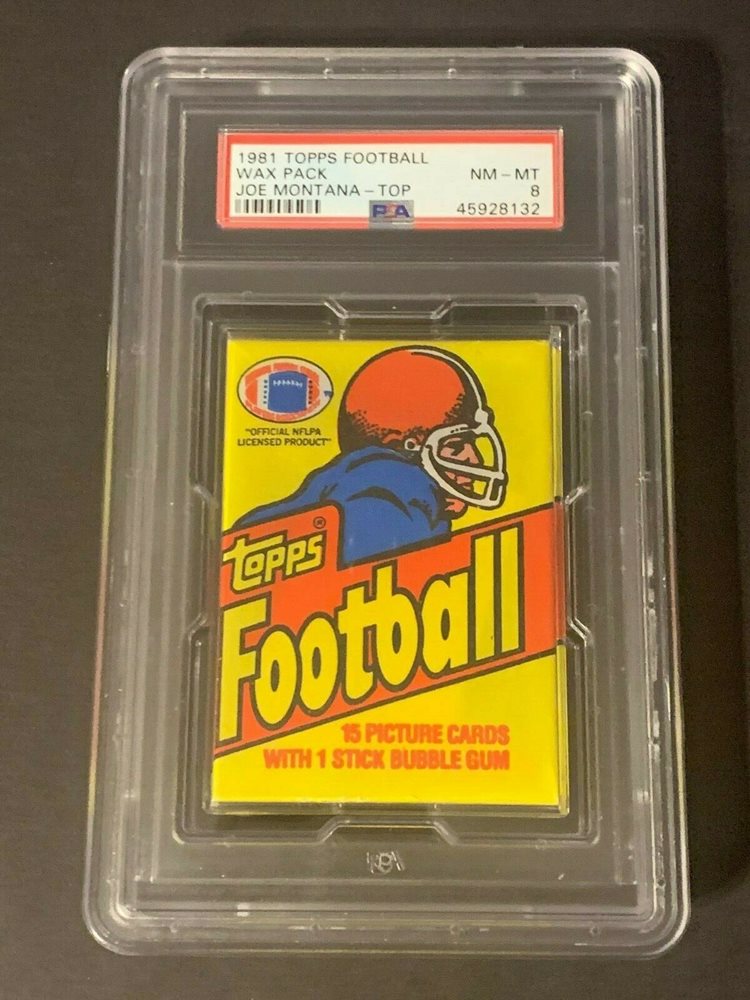 1981 TOPPS FOOTBALL
WAX PACK NM - MT
JOE MONTANA - TOP 8
PSA 45928132
"OFFICIAL NFLPA
LICENSED PRODUCT"
topps®
Football
15 PICTURE CARDS
WITH 1 STICK BUBBLE GUM
PSA